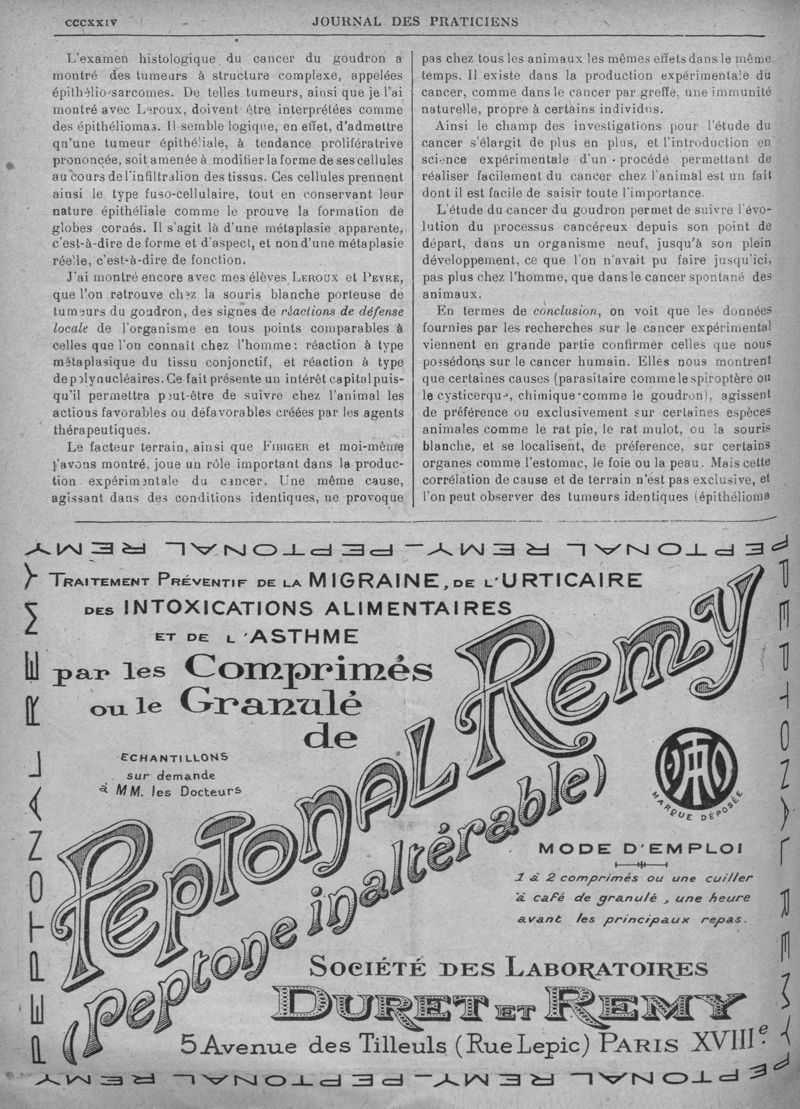 CCCXXIV
JOURNAL DES PRATICIENS
L'examen histologique du cancer du goudron a
montré des tumeurs à structure complexe, appelées
épithélio-sarcomes. De telles tumeurs, ainsi que je l'ai
montré avec Leroux, doivent être interprétées comme
des épithéliomas. Il semble logique, en effet, d'admettre
qu'une tumeur épithéliale, à tendance proliférative
prononcée, soit amenée à modifier la forme de ses cellules
au cours de l'infiltralion des tissus. Ces cellules prennent
ainsi le type fuso-cellulaire, tout en conservant leur
nature épithéliale comme le prouve la formation de
globes cornés. Il s'agit là d'une métaplasie apparente,
c'est-à-dire de forme et d'aspect, et non d'une métaplasie
réelle, c'est-à-dire de fonction.
J'ai montré encore avec mes élèves LEROUX et PEYRE,
que l'on retrouve chez la souris blanche porteuse de
tumeurs du goudron, des signes de réactions de défense
locale de l'organisme en tous points comparables à
celles que l'on connaît chez l'homme : réaction à type
métaplasique du tissu conjonctif, et réaction à type
de polynucléaires. Ce fait présente un intérêt capital puis-
qu'il permettra peut-être de suivre chez l'animal les
actions favorables ou défavorables créées par les agents
thérapeutiques.
Le facteur terrain, ainsi que FIBIGER et moi-même
l'avons montré, joue un rôle important dans la produc-
tion expérimentale du cancer. Une même cause,
agissant dans des conditions identiques, ne provoque
pas chez tous les animaux les mêmes effets dans le même
temps. Il existe dans la production expérimentale du
cancer, comme dans le cancer par greffe, une immunité
naturelle, propre à certains individus.
Ainsi le champ des investigations pour l'étude du
cancer s'élargit de plus en plus, et l'introduction en
science expérimentale d'un procédé permettant de
réaliser facilement du cancer chez l'animal est un fait
dont il est facile de saisir toute l'importance.
L'étude du cancer du goudron permet de suivre l'évo-
lution du processus cancéreux depuis son point de
départ, dans un organisme neuf, jusqu'à son plein
développement, ce que l'on n'avait pu faire jusqu'ici,
pas plus chez l'homme, que dans le cancer spontané des
animaux.
En termes de conclusion, on voit que les données
fournies par les recherches sur le cancer expérimental
viennent en grande partie confirmer celles que nous
possédons sur le cancer humain. Elles nous montrent
que certaines causes (parasitaire comme le spiroptère ou
le cysticerque, chimique comme le goudron), agissent
de préférence ou exclusivement sur certaines espèces
animales comme le rat pie, le rat mulot, ou la souris
blanche, et se localisent, de préférence, sur certains
organes comme l'estomac, le foie ou la peau. Mais cette
corrélation de cause et de terrain n'est pas exclusive, et
l'on peut observer des tumeurs identiques (épithélioma
PEPTONAL REMY — PEPTONAL REMY
TRAITEMENT PRÉVENTIF DE LA MIGRAINE, DE L'URTICAIRE
DES INTOXICATIONS ALIMENTAIRES
ET DE L'ASTHME
par les Comprimés
ou le Granulé
de
PEPTONAL REMY
(peptone inaltérable)
ECHANTILLONS
sur demande
à MM. les Docteurs
MARQUE DÉPOSÉE
MODE D'EMPLOI
1 à 2 comprimés ou une cuiller
à café de granulé, une heure
avant les principaux repas.
SOCIÉTÉ DES LABORATOIRES
DURET ET REMY
5 Avenue des Tilleuls (Rue Lepic) PARIS XVIIIe.
PEPTONAL REMY
PEPTONAL REMY
PEPTONAL REMY — PEPTONAL REMY